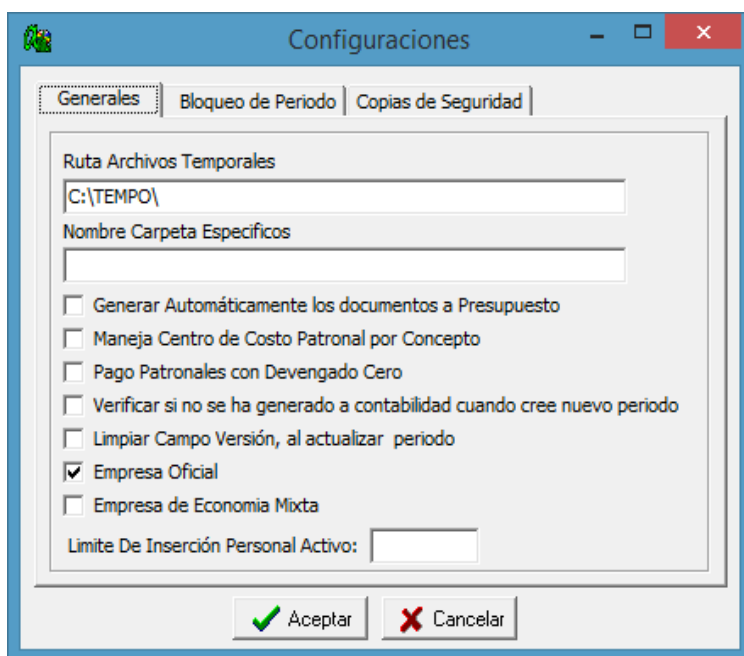 Configuraciones
Generales
Bloqueo de Periodo
Copias de Seguridad
Ruta Archivos Temporales
C:\TEMPO\
Nombre Carpeta Especificos
Generar Automáticamente los documentos a Presupuesto
Maneja Centro de Costo Patronal por Concepto
Pago Patronales con Devengado Cero
Verificar si no se ha generado a contabilidad cuando cree nuevo periodo
Limpiar Campo Versión, al actualizar periodo
Empresa Oficial
Empresa de Economia Mixta
Limite De Inserción Personal Activo:
Aceptar
Cancelar